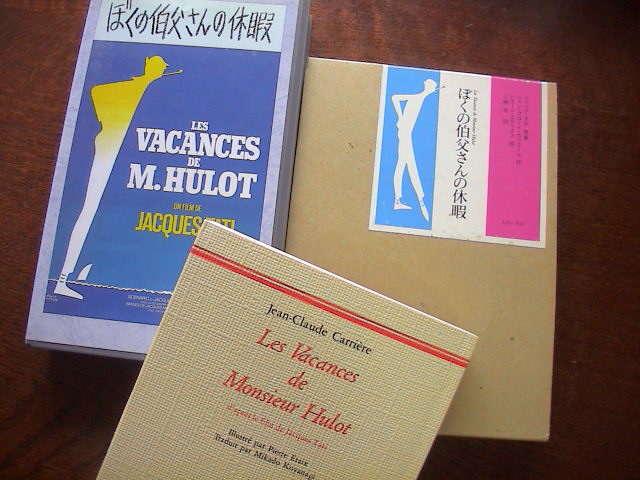 ぼくの伯父さんの休暇
LES
VACANCES
DE
M.HULOT
UN FILM DE
JACQUES TATI
ぼくの伯父さんの休暇
Jean-Claude Carrière
Les Vacances
de
Monsieur Hulot
d'après le film de Jacques Tati
Illustré par Pierre Etaix
Traduit par Mikado Koyanagi